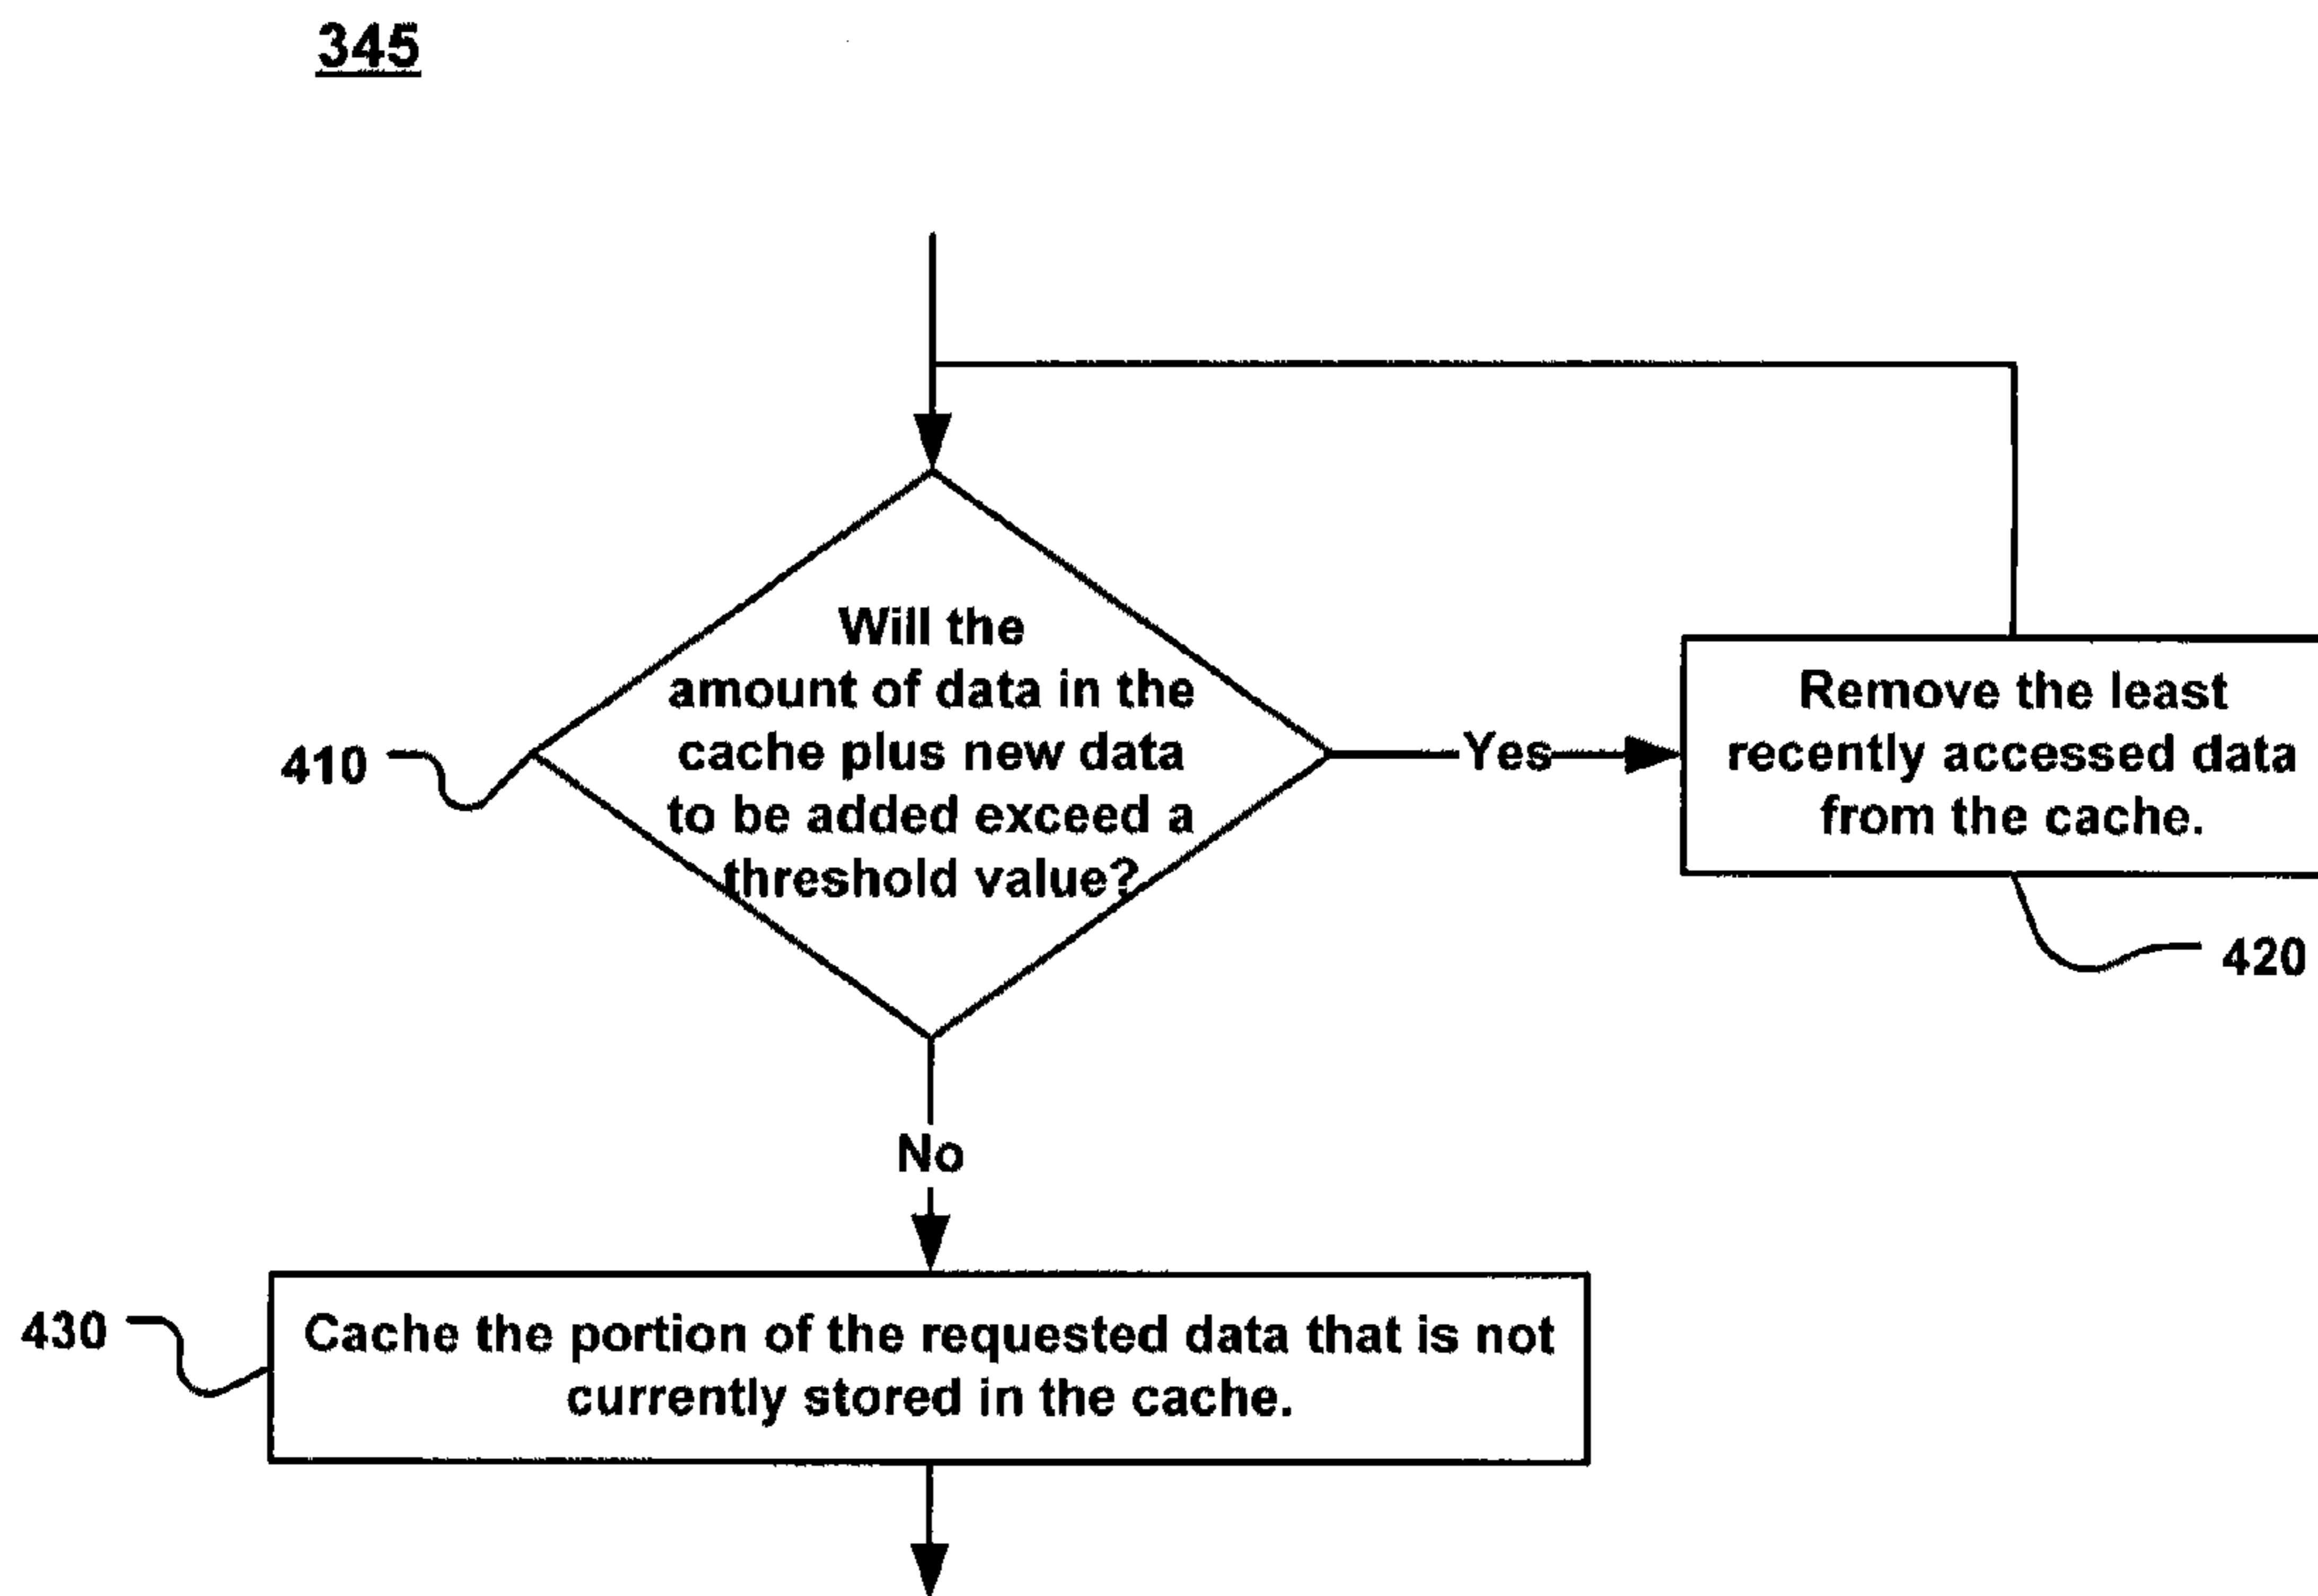 345
Will the
amount of data in the
cache plus new data
to be added exceed a
threshold value?
410
Yes
Remove the least
recently accessed data
from the cache.
420
No
430
Cache the portion of the requested data that is not
currently stored in the cache.